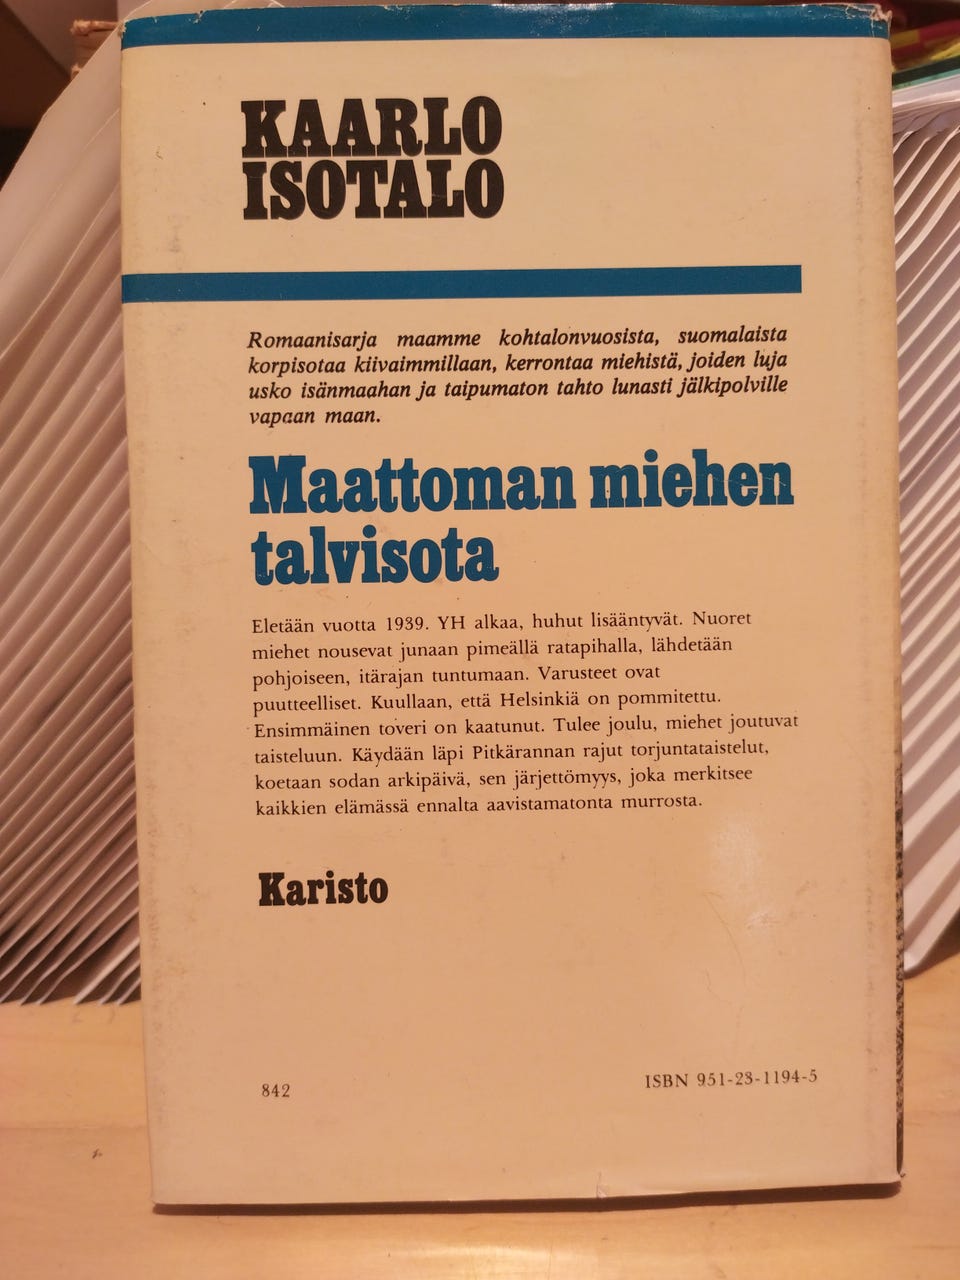 KAARLO
ISOTALO
Romaanisarja maamme kohtalonvuosista, suomalaista
korpisotaa kiivaimmillaan, kerrontaa miehistä, joiden luja
usko isänmaahan ja taipumaton tahto lunasti jälkipolville
vapaan maan.
Maattoman miehen
talvisota
Eletään vuotta 1939. YH alkaa, huhut lisääntyvät. Nuoret
miehet nousevat junaan pimeällä ratapihalla, lähdetään
pohjoiseen, itärajan tuntumaan. Varusteet ovat
puutteelliset. Kuullaan, että Helsinkiä on pommitettu.
Ensimmäinen toveri on kaatunut. Tulee joulu, miehet joutuvat
taisteluun. Käydään läpi Pitkärannan rajut torjuntataistelut,
koetaan sodan arkipäivä, sen järjettömyys, joka merkitsee
kaikkien elämässä ennalta aavistamatonta murrosta.
Karisto
842
ISBN 951-23-1194-5